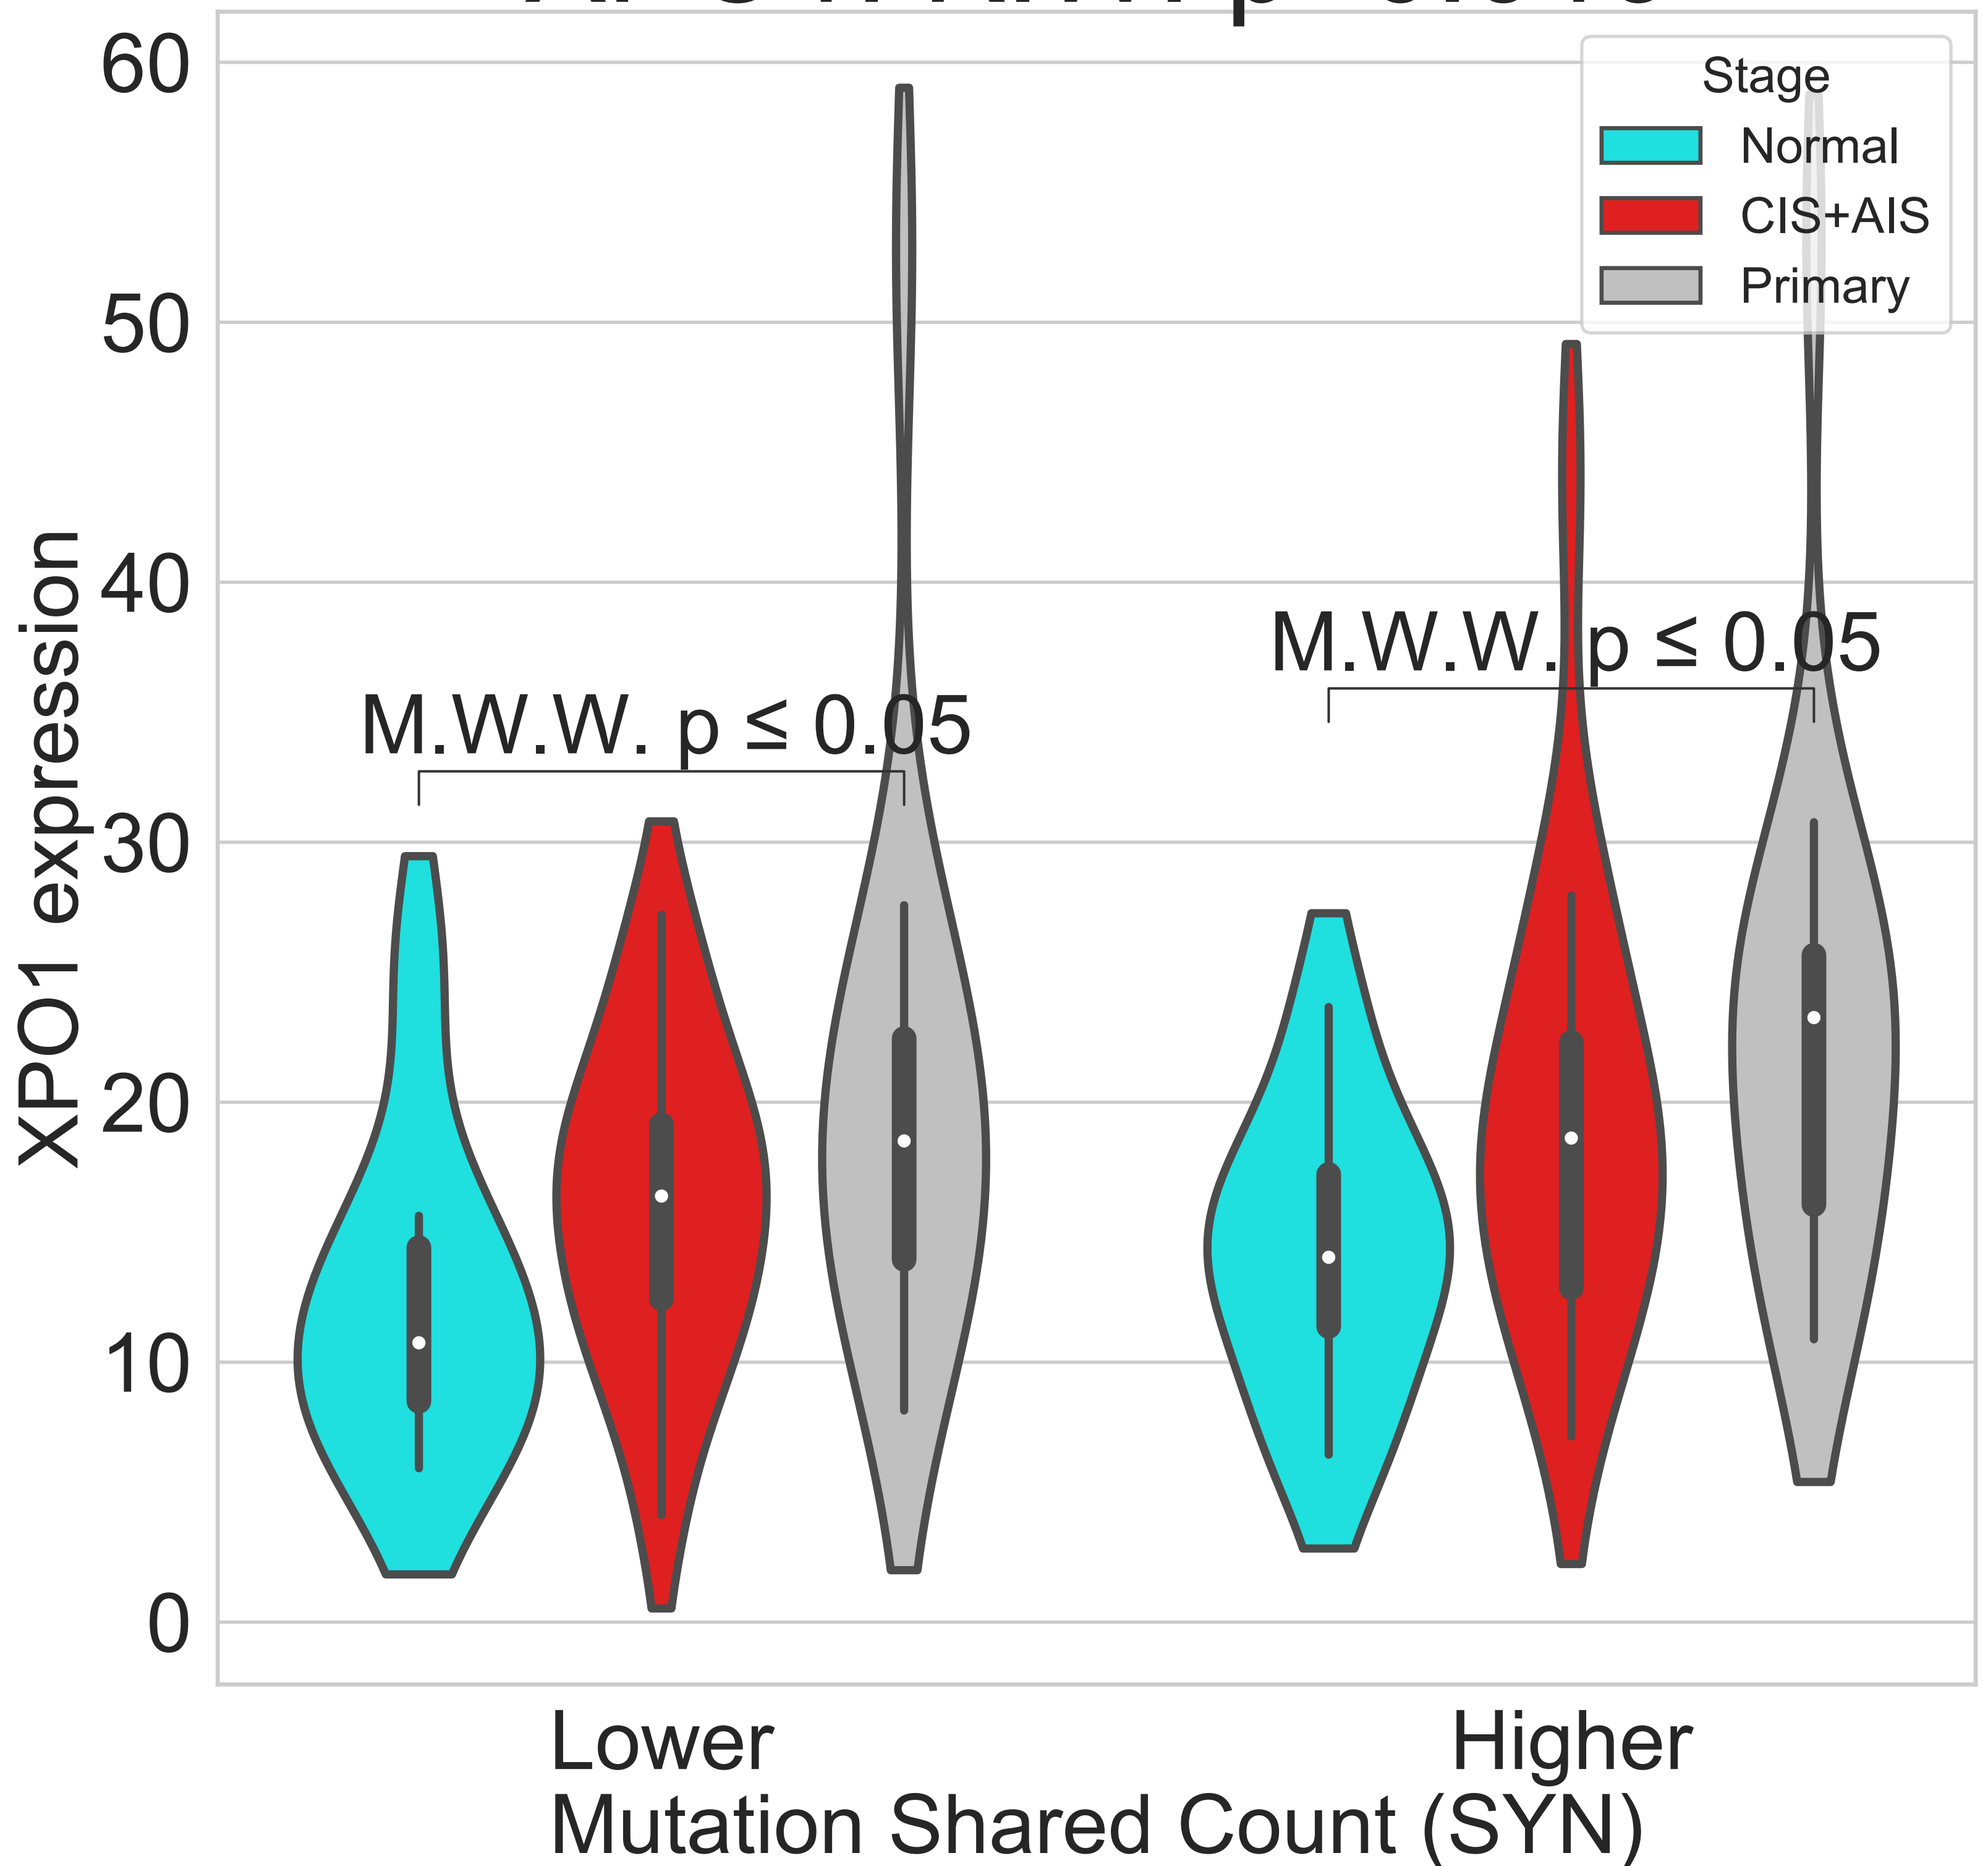 60
50
40
30
20
10
0
XPO1 expression
Stage
Normal
CIS+AIS
Primary
M.W.W. p ≤ 0.05
M.W.W. p ≤ 0.05
Lower
Higher
Mutation Shared Count (SYN)